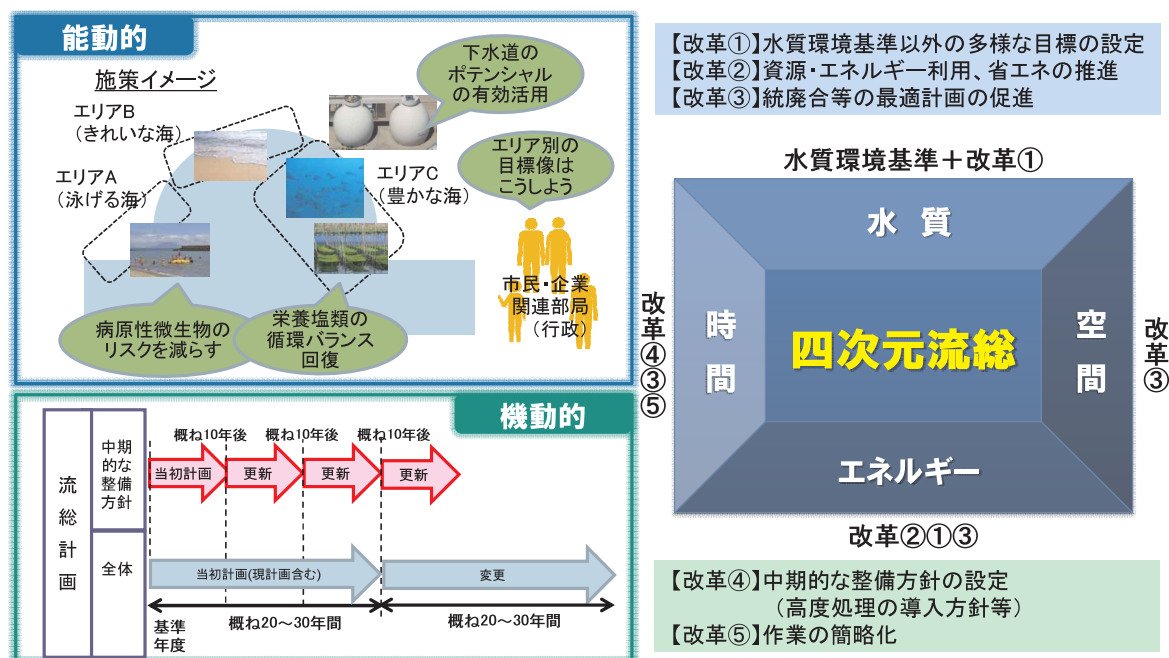 能動的
施策イメージ
下水道の
ポテンシャル
の有効活用
エリアB
（きれいな海）
エリア別の
目標像は
こうしよう
エリアA
（泳げる海）
エリアC
（豊かな海）
市民・企業
関連部局
（行政）
病原性微生物の
リスクを減らす
栄養塩類の
循環バランス
回復
機動的
流総計画
中期
的な
整備
方針
概ね10年後
概ね10年後
概ね10年後
当初計画
更新
更新
更新
全体
当初計画(現計画含む)
変更
基準
年度
概ね20～30年間
概ね20～30年間
【改革①】水質環境基準以外の多様な目標の設定
【改革②】資源・エネルギー利用、省エネの推進
【改革③】統廃合等の最適計画の促進
水質環境基準＋改革①
水 質
改革④③⑤
時間
四次元流総
空間
改革③
エネルギー
改革②①③
【改革④】中期的な整備方針の設定
（高度処理の導入方針等）
【改革⑤】作業の簡略化